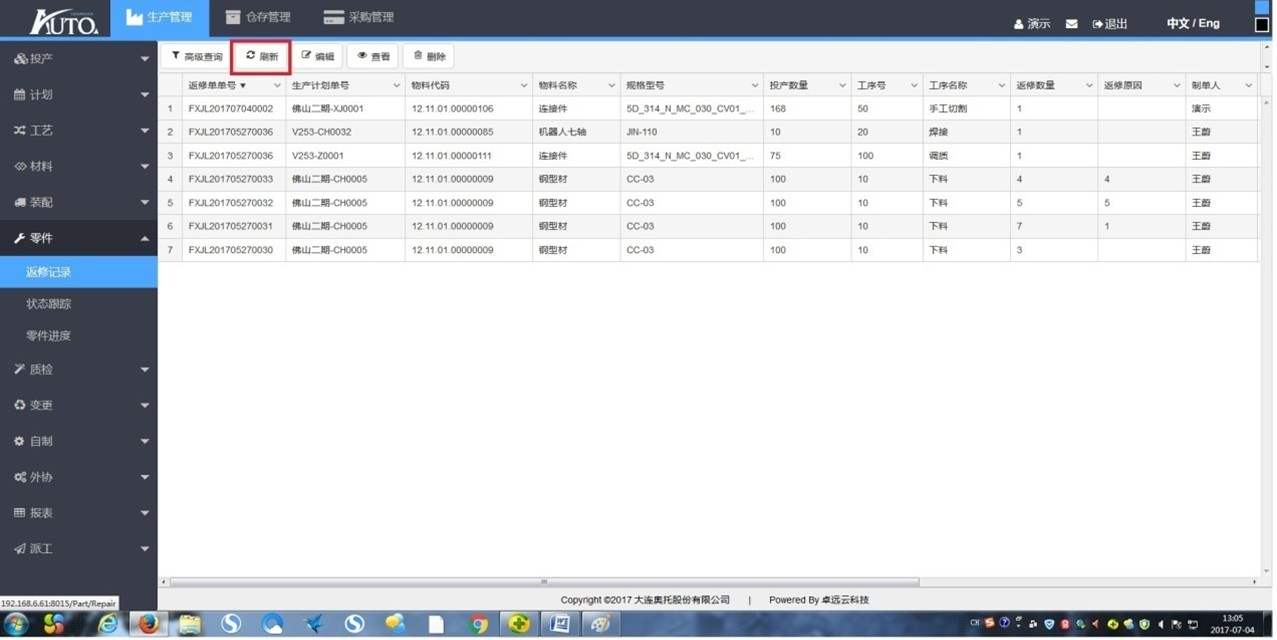 AUTO. 生产管理 仓存管理 采购管理 演示 退出 中文 / Eng
高级查询 刷新 编辑 查看 删除
投产
计划
工艺
材料
装配
零件
返修记录
状态跟踪
零件进度
质检
变更
自制
外协
报表
派工
返修单单号 ▼ 生产计划单号 物料代码 物料名称 规格型号 投产数量 工序号 工序名称 返修数量 返修原因 制单人
1 FXJL201707040002 佛山二期-XJ0001 12.11.01.00000106 连接件 5D_314_N_MC_030_CV01_... 168 50 手工切割 1 演示
2 FXJL201705270036 V253-CH0032 12.11.01.00000085 机器人七轴 JIN-110 10 20 焊接 1 王蔚
3 FXJL201705270036 V253-Z0001 12.11.01.00000111 连接件 5D_314_N_MC_030_CV01_... 75 100 调质 1 王蔚
4 FXJL201705270033 佛山二期-CH0005 12.11.01.00000009 钢型材 CC-03 100 10 下料 4 4 王蔚
5 FXJL201705270032 佛山二期-CH0005 12.11.01.00000009 钢型材 CC-03 100 10 下料 5 5 王蔚
6 FXJL201705270031 佛山二期-CH0005 12.11.01.00000009 钢型材 CC-03 100 10 下料 7 1 王蔚
7 FXJL201705270030 佛山二期-CH0005 12.11.01.00000009 钢型材 CC-03 100 10 下料 3 王蔚
Copyright ©2017 大连奥托股份有限公司 | Powered By 卓远云科技
192.168.6.61:8015/Part/Repair
CH 13:05
2017-07-04